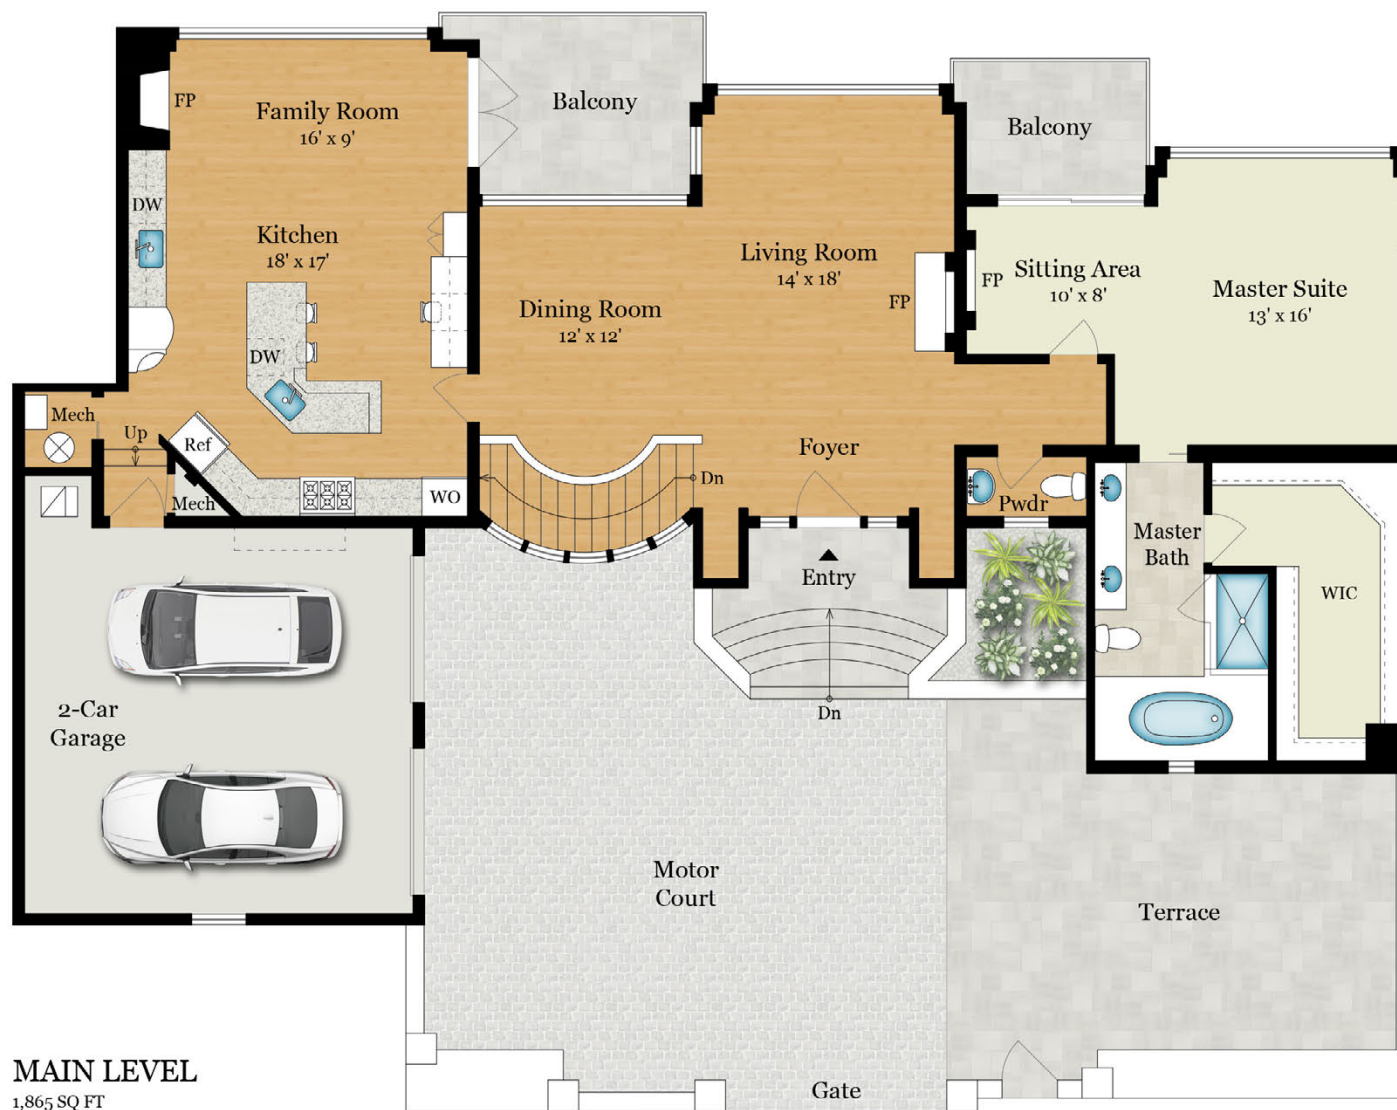 FP
Family Room
16' x 9'
Balcony
Balcony
DW
Kitchen
18' x 17'
Living Room
14' x 18'
FP
FP
Sitting Area
10' x 8'
Master Suite
13' x 16'
Dining Room
12' x 12'
DW
Mech
Up
Ref
Foyer
Mech
WO
Dn
Pwdr
Master
Bath
Entry
WIC
2-Car
Garage
Dn
Motor
Court
Terrace
MAIN LEVEL
1,865 SQ FT
Gate